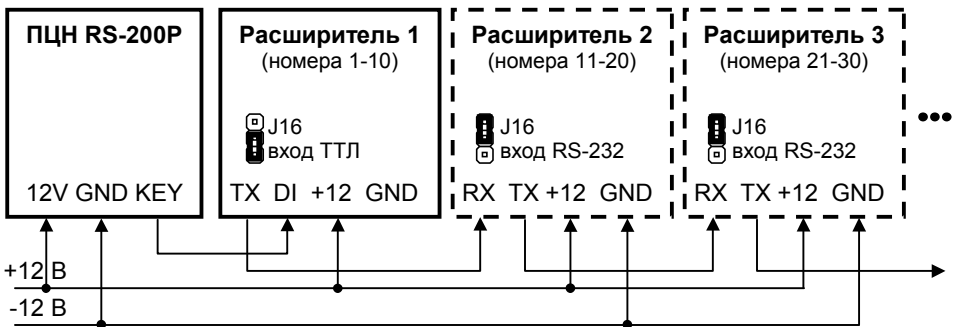 ПЦН RS-200P
12V GND KEY
Расширитель 1
(номера 1-10)
J16
вход ТТЛ
TX DI +12 GND
Расширитель 2
(номера 11-20)
J16
вход RS-232
RX TX +12 GND
Расширитель 3
(номера 21-30)
J16
вход RS-232
RX TX +12 GND
•••
+12 В
-12 В